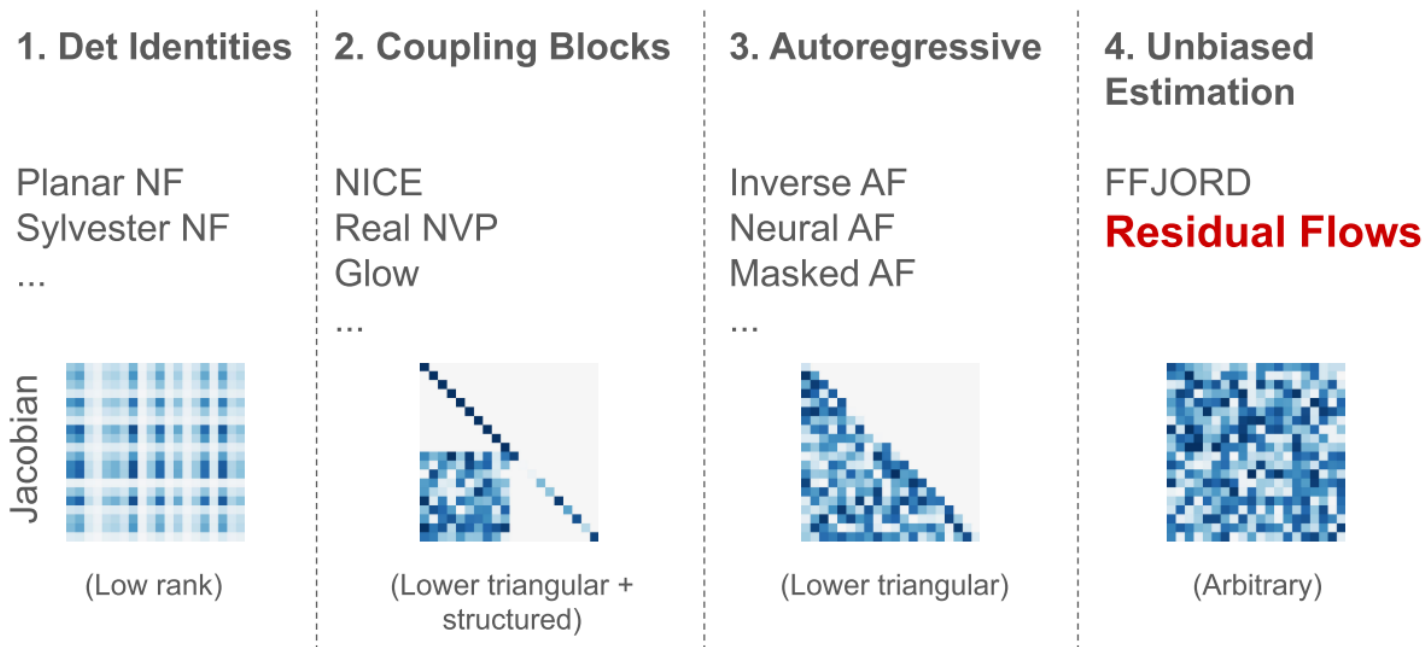 1. Det Identities
Planar NF
Sylvester NF
...
2. Coupling Blocks
NICE
Real NVP
Glow
...
3. Autoregressive
Inverse AF
Neural AF
Masked AF
...
4. Unbiased
Estimation
FFJORD
Residual Flows
Jacobian
(Low rank)
(Lower triangular +
structured)
(Lower triangular)
(Arbitrary)